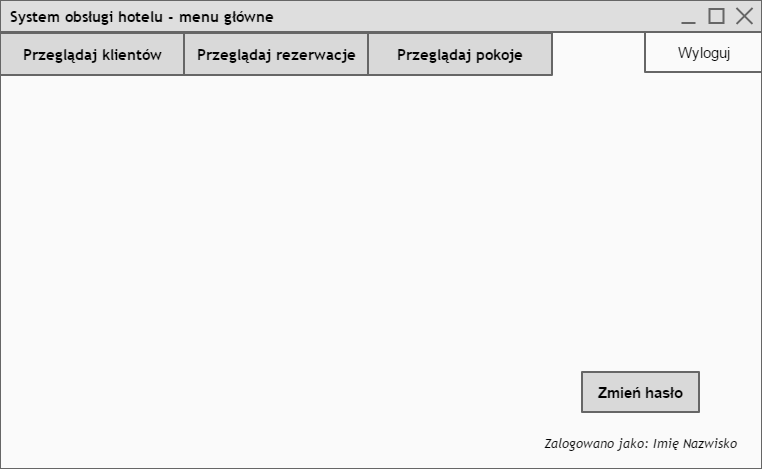 System obsługi hotelu - menu główne
Przeglądaj klientów
Przeglądaj rezerwacje
Przeglądaj pokoje
Wyloguj
Zmień hasło
Zalogowano jako: Imię Nazwisko